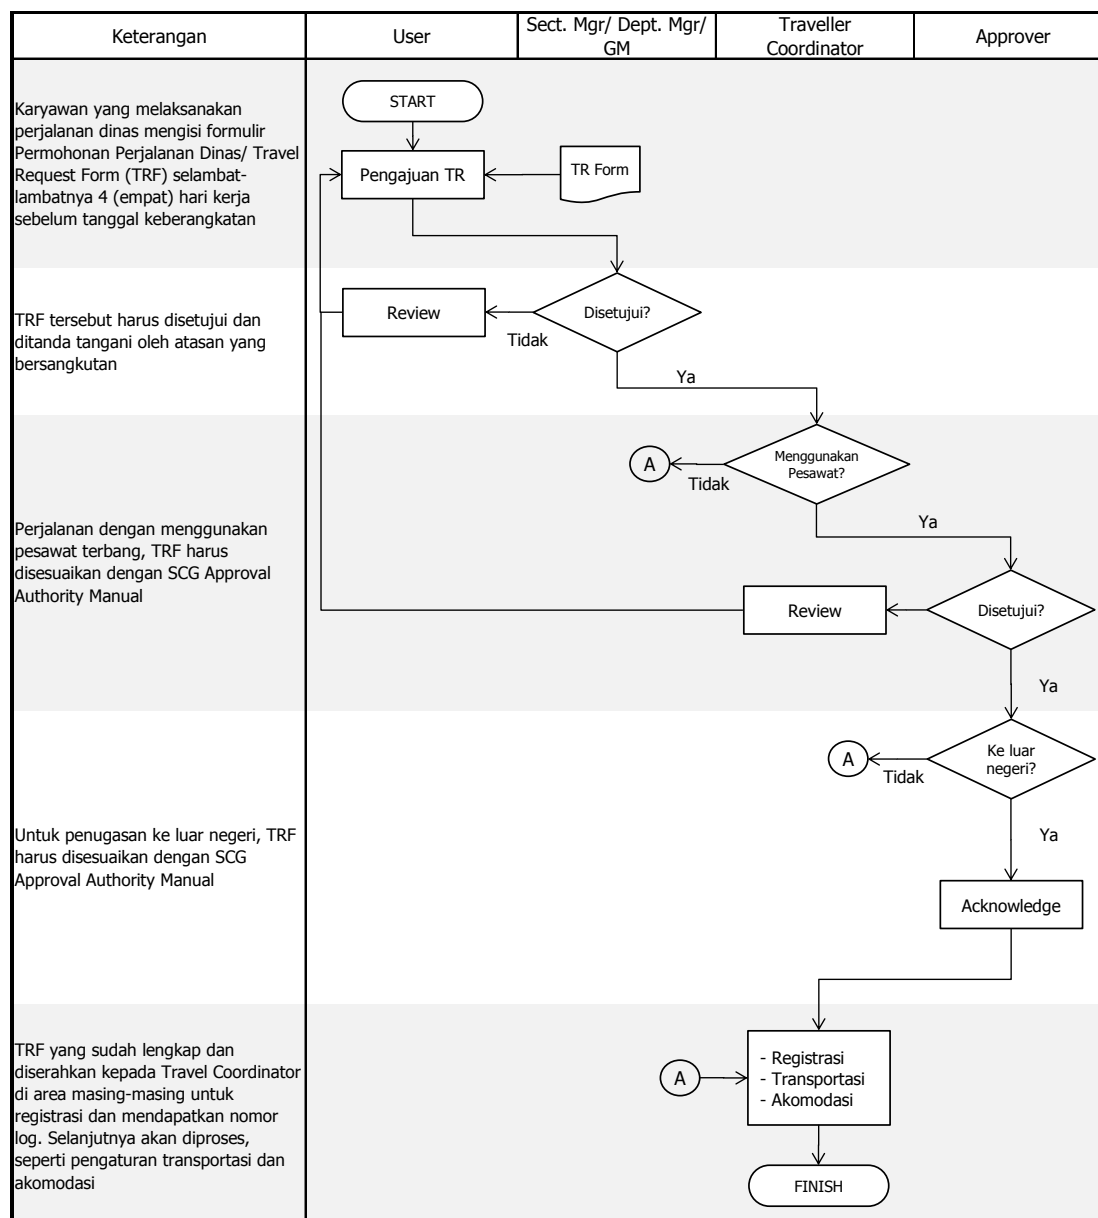 Keterangan
User
Sect. Mgr/ Dept. Mgr/
GM
Traveller
Coordinator
Approver
Karyawan yang melaksanakan
perjalanan dinas mengisi formulir
Permohonan Perjalanan Dinas/ Travel
Request Form (TRF) selambat-
lambatnya 4 (empat) hari kerja
sebelum tanggal keberangkatan
START
Pengajuan TR
TR Form
TRF tersebut harus disetujui dan
ditanda tangani oleh atasan yang
bersangkutan
Review
Disetujui?
Tidak
Ya
Perjalanan dengan menggunakan
pesawat terbang, TRF harus
disesuaikan dengan SCG Approval
Authority Manual
A
Tidak
Menggunakan
Pesawat?
Ya
Review
Disetujui?
Ya
Untuk penugasan ke luar negeri, TRF
harus disesuaikan dengan SCG
Approval Authority Manual
A
Tidak
Ke luar
negeri?
Ya
Acknowledge
TRF yang sudah lengkap dan
diserahkan kepada Travel Coordinator
di area masing-masing untuk
registrasi dan mendapatkan nomor
log. Selanjutnya akan diproses,
seperti pengaturan transportasi dan
akomodasi
A
- Registrasi
- Transportasi
- Akomodasi
FINISH